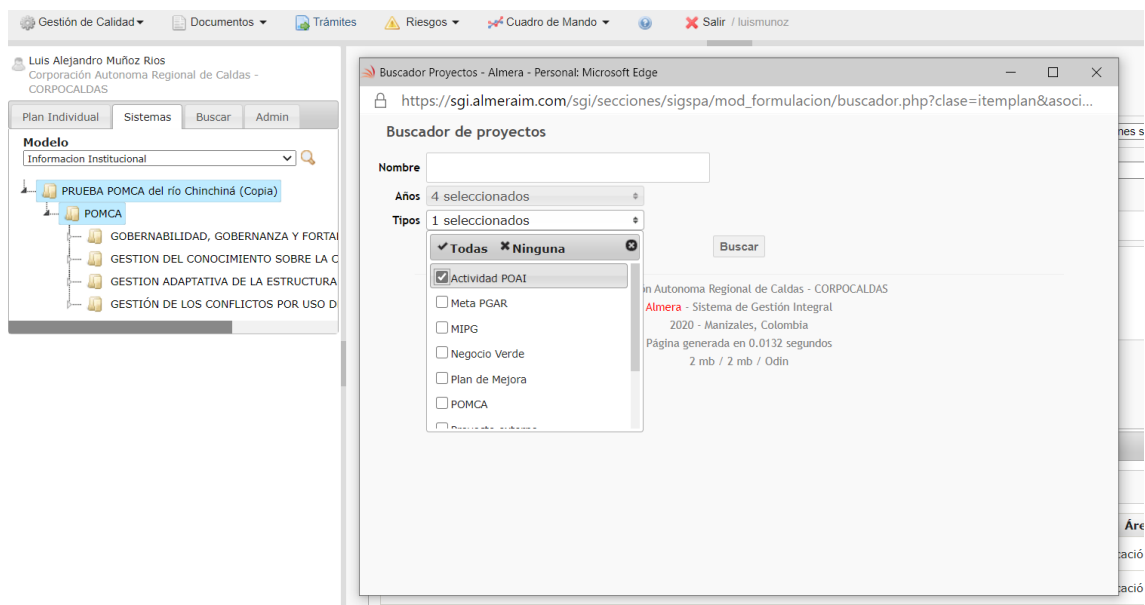 Gestión de Calidad
Documentos
Trámites
Riesgos
Cuadro de Mando
Salir / luismunoz
Luis Alejandro Muñoz Rios
Corporación Autonoma Regional de Caldas -
CORPOCALDAS
Plan Individual
Sistemas
Buscar
Admin
Modelo
Informacion Institucional
PRUEBA POMCA del río Chinchiná (Copia)
POMCA
GOBERNABILIDAD, GOBERNANZA Y FORTA
GESTION DEL CONOCIMIENTO SOBRE LA C
GESTION ADAPTATIVA DE LA ESTRUCTURA
GESTIÓN DE LOS CONFLICTOS POR USO D
Buscador Proyectos - Almera - Personal: Microsoft Edge
https://sgi.almeraim.com/sgi/secciones/sigspa/mod_formulacion/buscador.php?clase=itemplan&asoci...
Buscador de proyectos
Nombre
Años 4 seleccionados
Tipos 1 seleccionados
Todas Ninguna
Buscar
Actividad POAI
Meta PGAR
MIPG
Negocio Verde
Plan de Mejora
POMCA
ón Autonoma Regional de Caldas - CORPOCALDAS
Almera - Sistema de Gestión Integral
2020 - Manizales, Colombia
Página generada en 0.0132 segundos
2 mb / 2 mb / Odin
nes s
Áre
tació
tació